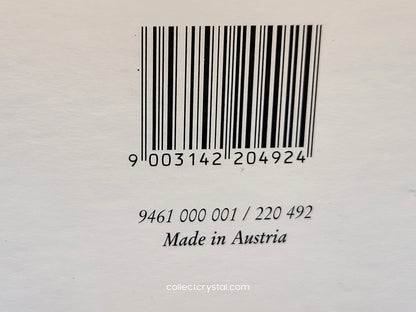 9 003142 204924
9461 000 001 / 220 492
Made in Austria
collectcrystal.com